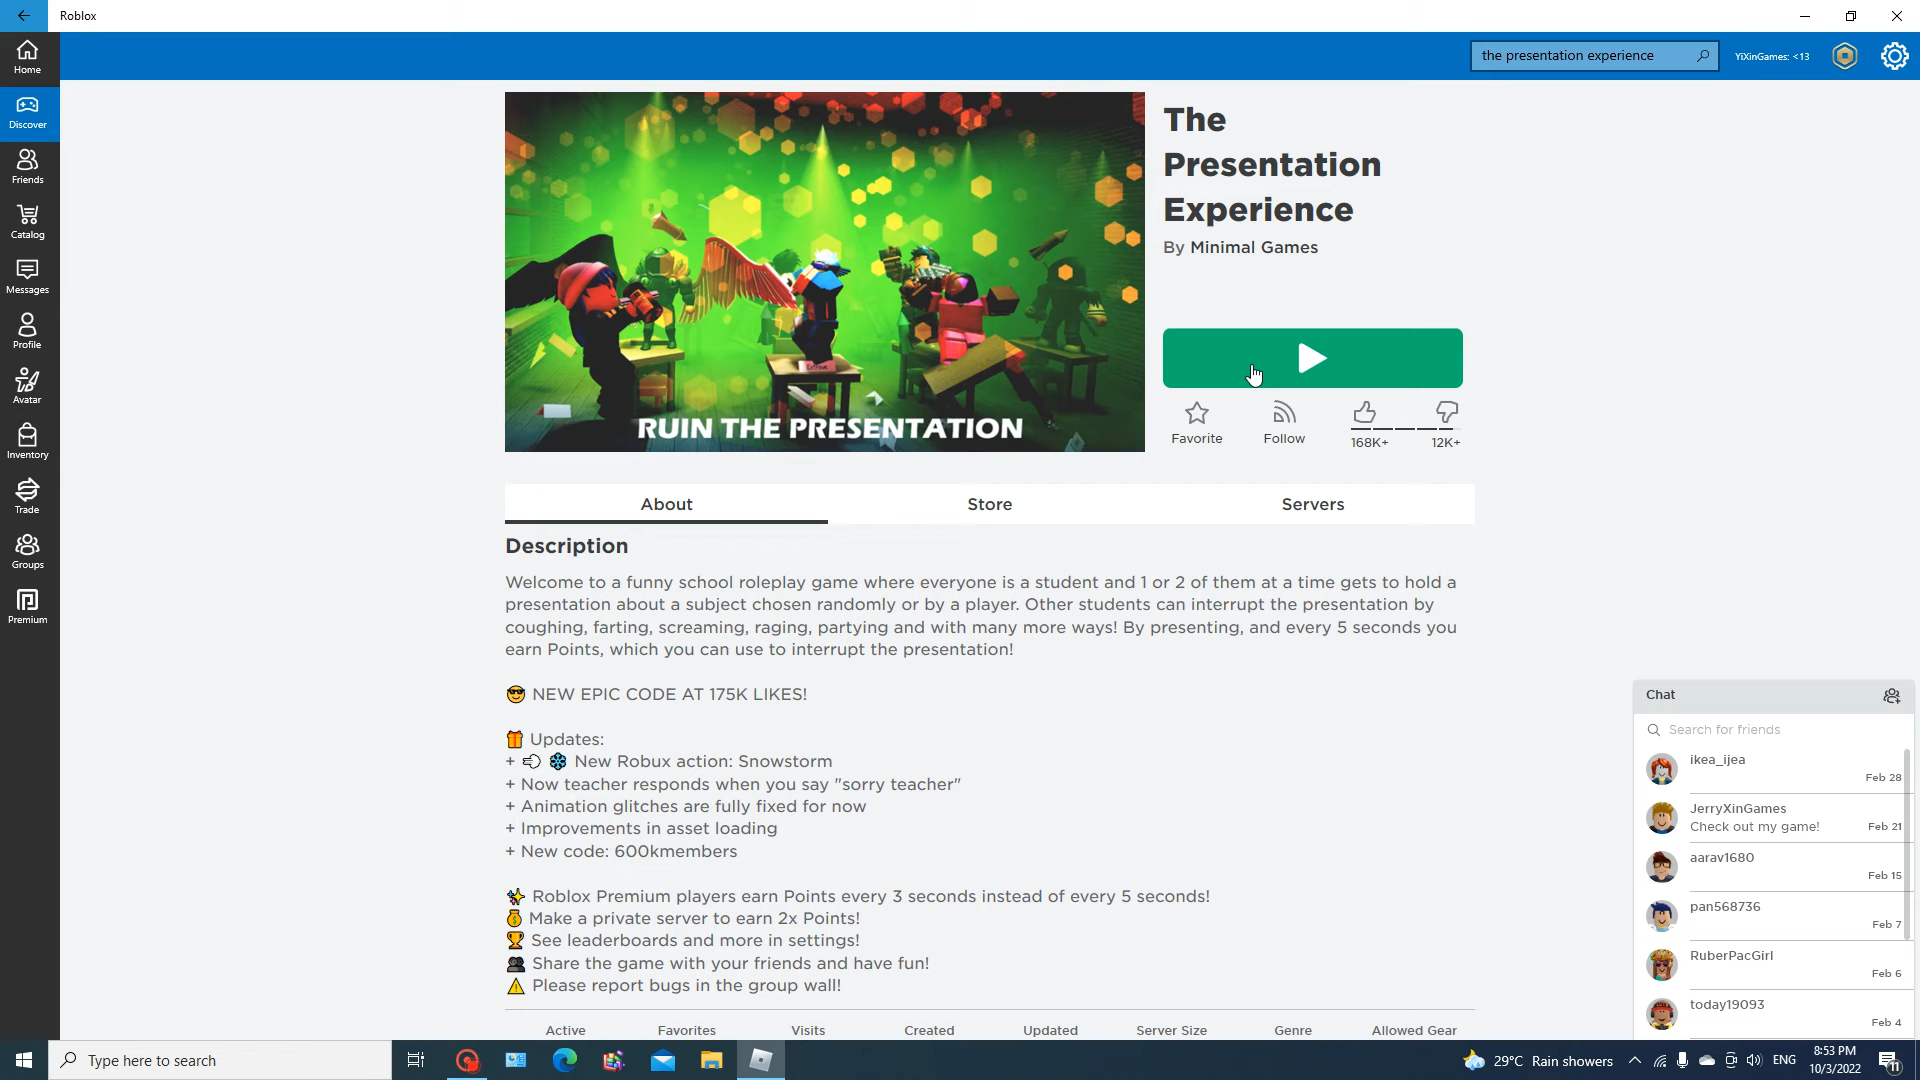 Roblox
the presentation experience
YiXinGames: <13
Home
Discover
Friends
Catalog
Messages
Profile
Avatar
Inventory
Trade
Groups
Premium
RUIN THE PRESENTATION
The
Presentation
Experience
By Minimal Games
Favorite
Follow
168K+
12K+
About
Store
Servers
Description
Welcome to a funny school roleplay game where everyone is a student and 1 or 2 of them at a time gets to hold a
presentation about a subject chosen randomly or by a player. Other students can interrupt the presentation by
coughing, farting, screaming, raging, partying and with many more ways! By presenting, and every 5 seconds you
earn Points, which you can use to interrupt the presentation!
😎 NEW EPIC CODE AT 175K LIKES!
🎁 Updates:
+ 💨 ❄ New Robux action: Snowstorm
+ Now teacher responds when you say "sorry teacher"
+ Animation glitches are fully fixed for now
+ Improvements in asset loading
+ New code: 600kmembers
✨ Roblox Premium players earn Points every 3 seconds instead of every 5 seconds!
💰 Make a private server to earn 2x Points!
🏆 See leaderboards and more in settings!
👥 Share the game with your friends and have fun!
⚠ Please report bugs in the group wall!
Active
Favorites
Visits
Created
Updated
Server Size
Genre
Allowed Gear
Chat
Search for friends
ikea_ijea
Feb 28
JerryXinGames
Check out my game!
Feb 21
aarav1680
Feb 15
pan568736
Feb 7
RuberPacGirl
Feb 6
today19093
Feb 4
Type here to search
29°C Rain showers
ENG
8:53 PM
10/3/2022
11